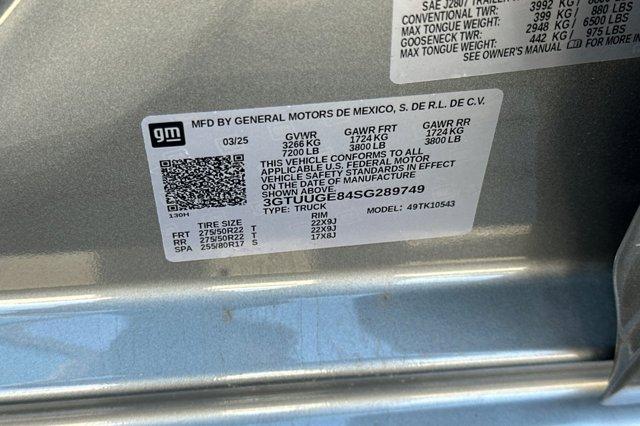 SAE J2807 TRAILER
CONVENTIONAL TWR: 3992 KG / LBS
MAX TONGUE WEIGHT: 399 KG / 880 LBS
GOOSENECK TWR: 2948 KG / 6500 LBS
MAX TONGUE WEIGHT: 442 KG / 975 LBS
SEE OWNER'S MANUAL FOR MORE
gm
MFD BY GENERAL MOTORS DE MEXICO, S. DE R.L. DE C.V.
03/25 GVWR GAWR FRT GAWR RR
3266 KG 1724 KG 1724 KG
7200 LB 3800 LB 3800 LB
THIS VEHICLE CONFORMS TO ALL
APPLICABLE U.S. FEDERAL MOTOR
VEHICLE SAFETY STANDARDS IN EFFECT
ON THE DATE OF MANUFACTURE
SHOWN ABOVE.
3GTUUGE84SG289749
130H TYPE: TRUCK MODEL: 49TK10543
TIRE SIZE RIM
FRT 275/50R22 T 22X9J
RR 275/50R22 T 22X9J
SPA 255/80R17 S 17X8J